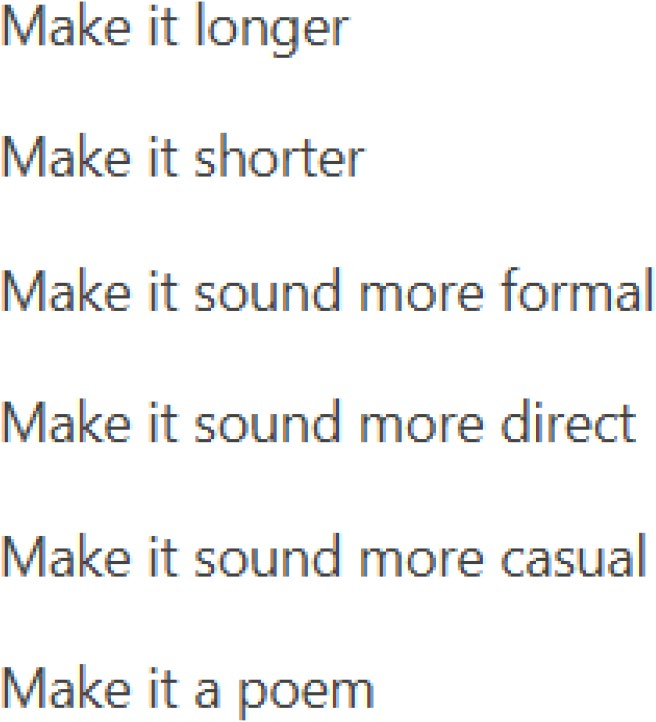 Make it longer
Make it shorter
Make it sound more formal
Make it sound more direct
Make it sound more casual
Make it a poem